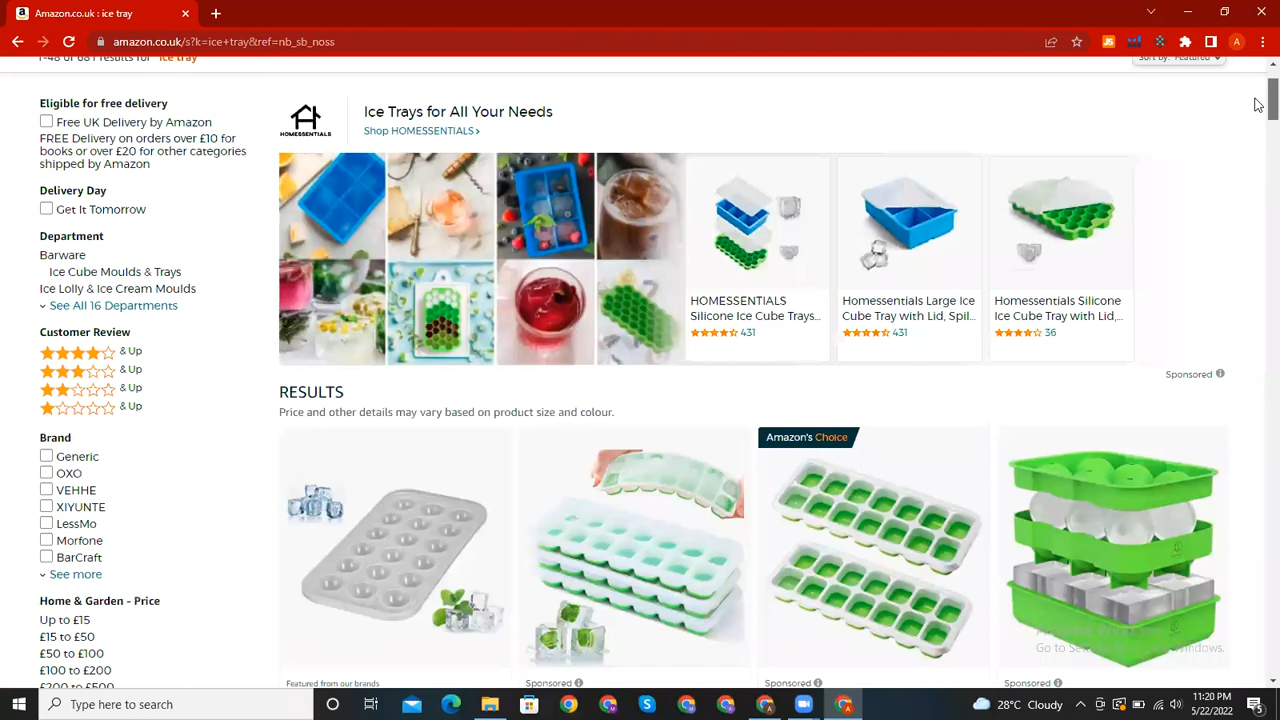 Amazon.co.uk : ice tray
amazon.co.uk/s?k=ice+tray&ref=nb_sb_noss
1-48 of 681 results for "ice tray"
Sort by: Featured
Eligible for free delivery
Free UK Delivery by Amazon
FREE Delivery on orders over £10 for
books or over £20 for other categories
shipped by Amazon
Delivery Day
Get It Tomorrow
Department
Barware
Ice Cube Moulds & Trays
Ice Lolly & Ice Cream Moulds
See All 16 Departments
Customer Review
& Up
& Up
& Up
& Up
Brand
Generic
OXO
VEHHE
XIYUNTE
LessMo
Morfone
BarCraft
See more
Home & Garden - Price
Up to £15
£15 to £50
£50 to £100
£100 to £200
£200 to £500
HOMESSENTIALS
Ice Trays for All Your Needs
Shop HOMESSENTIALS ›
HOMESSENTIALS
Silicone Ice Cube Trays...
431
Homessentials Large Ice
Cube Tray with Lid, Spil...
431
Homessentials Silicone
Ice Cube Tray with Lid,...
36
Sponsored
RESULTS
Price and other details may vary based on product size and colour.
Amazon's Choice
Featured from our brands
Sponsored
Sponsored
Sponsored
Go to Settings to activate Windows.
Type here to search
28°C Cloudy
11:20 PM
5/22/2022